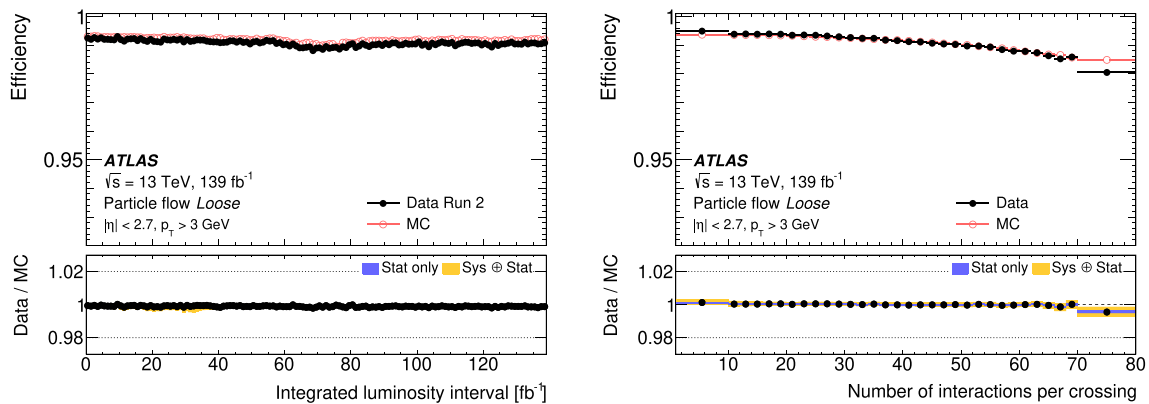 Efficiency
1
0.95
ATLAS
√s = 13 TeV, 139 fb⁻¹
Particle flow Loose
|η| < 2.7, p_T > 3 GeV
Data Run 2
MC
Data / MC
1.02
1
0.98
Stat only
Sys ⊕ Stat
0 20 40 60 80 100 120
Integrated luminosity interval [fb⁻¹]
Efficiency
1
0.95
ATLAS
√s = 13 TeV, 139 fb⁻¹
Particle flow Loose
|η| < 2.7, p_T > 3 GeV
Data
MC
Data / MC
1.02
1
0.98
Stat only
Sys ⊕ Stat
10 20 30 40 50 60 70 80
Number of interactions per crossing